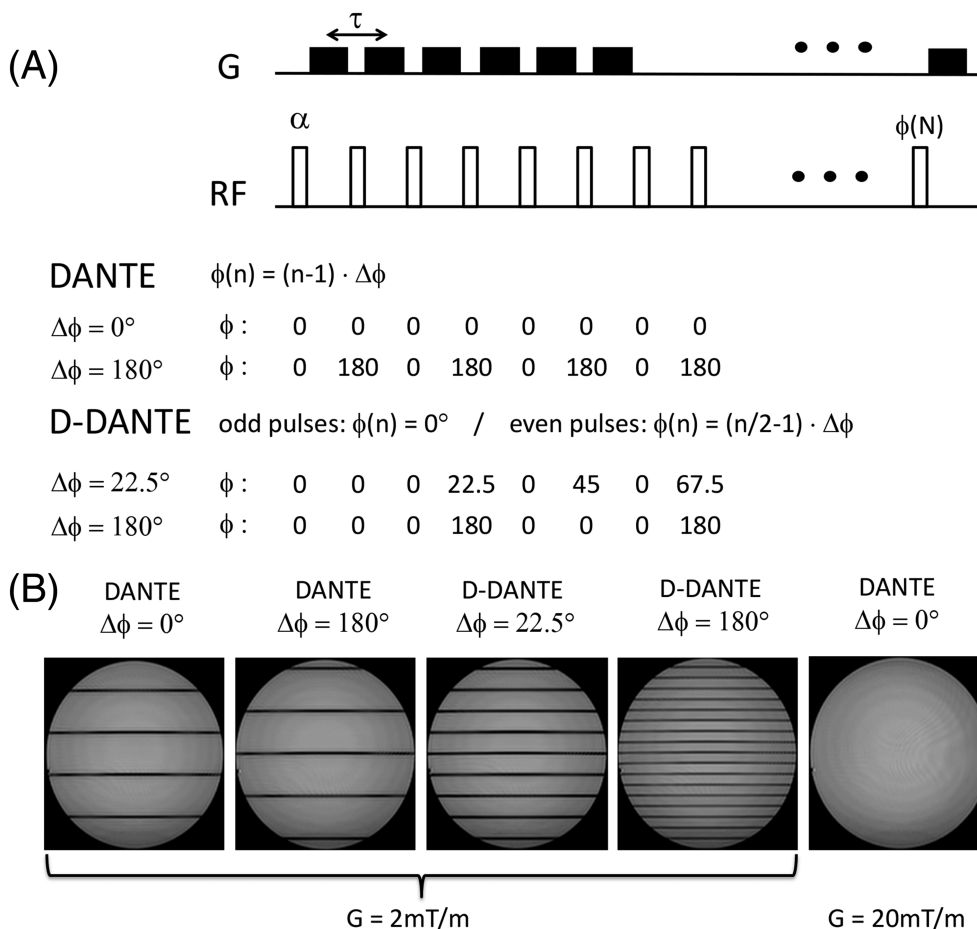 (A)
τ
G
• • •
α
ϕ(N)
RF
• • •
DANTE ϕ(n) = (n-1) · Δϕ
Δϕ = 0° ϕ : 0 0 0 0 0 0 0 0
Δϕ = 180° ϕ : 0 180 0 180 0 180 0 180
D-DANTE odd pulses: ϕ(n) = 0° / even pulses: ϕ(n) = (n/2-1) · Δϕ
Δϕ = 22.5° ϕ : 0 0 0 22.5 0 45 0 67.5
Δϕ = 180° ϕ : 0 0 0 180 0 0 0 180
(B)
DANTE DANTE D-DANTE D-DANTE DANTE
Δϕ = 0° Δϕ = 180° Δϕ = 22.5° Δϕ = 180° Δϕ = 0°
G = 2mT/m G = 20mT/m